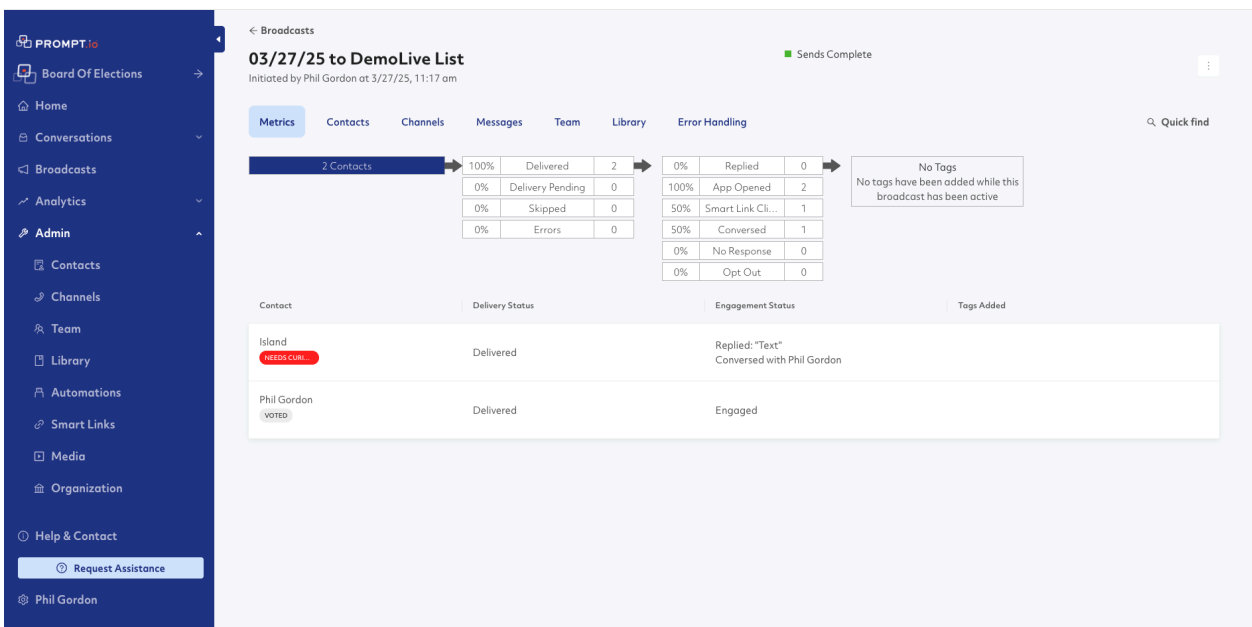 PROMPT.io
Board Of Elections
Home
Conversations
Broadcasts
Analytics
Admin
Contacts
Channels
Team
Library
Automations
Smart Links
Media
Organization
Help & Contact
Request Assistance
Phil Gordon
Broadcasts
03/27/25 to DemoLive List
Initiated by Phil Gordon at 3/27/25, 11:17 am
Sends Complete
Metrics Contacts Channels Messages Team Library Error Handling Quick find
2 Contacts
100% Delivered 2
0% Delivery Pending 0
0% Skipped 0
0% Errors 0
0% Replied 0
100% App Opened 2
50% Smart Link Cli... 1
50% Conversed 1
0% No Response 0
0% Opt Out 0
No Tags
No tags have been added while this
broadcast has been active
Contact Delivery Status Engagement Status Tags Added
Island
NEEDS CURI...
Delivered
Replied: "Text"
Conversed with Phil Gordon
Phil Gordon
VOTED
Delivered
Engaged